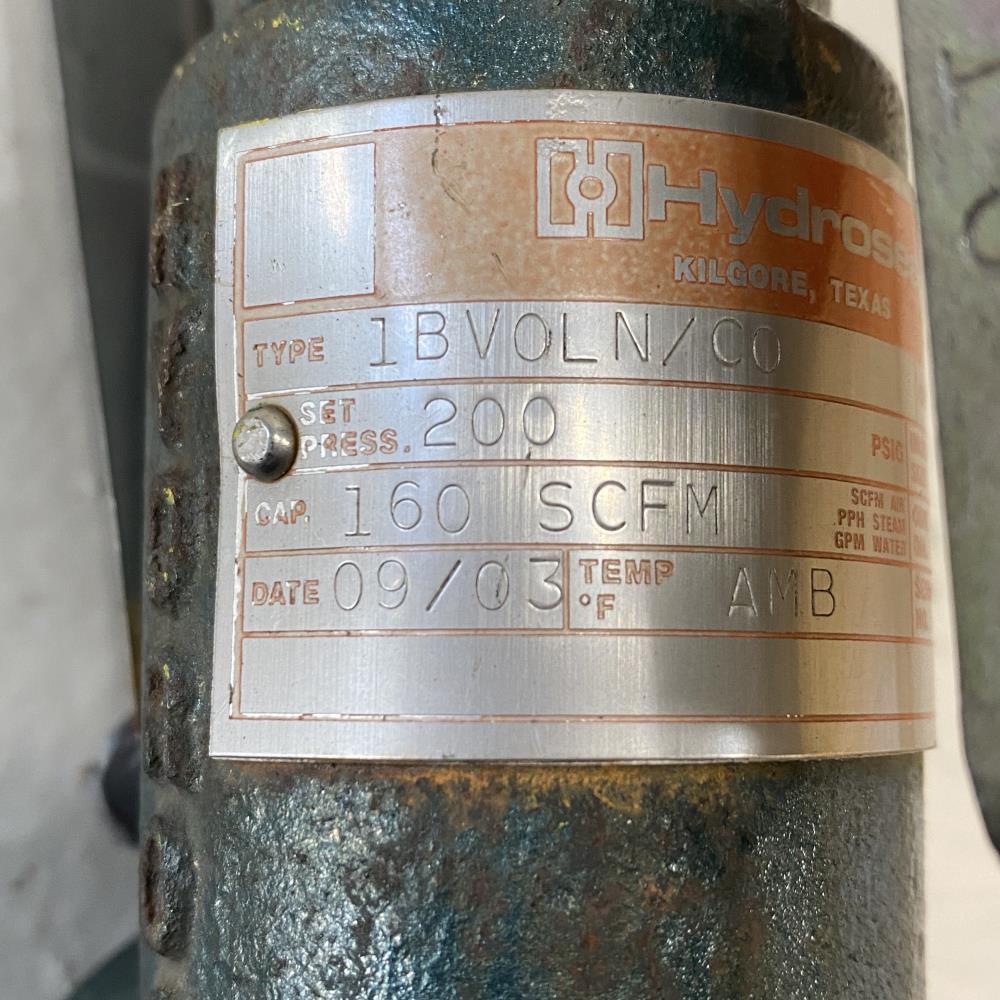 Hydrose
KILGORE, TEXAS
TYPE 1BVOLN/CO
SET PRESS. 200 PSIG
CAP. 160 SCFM SCFM AIR
PPH STEAM
GPM WATER
DATE 09/03 TEMP °F AMB